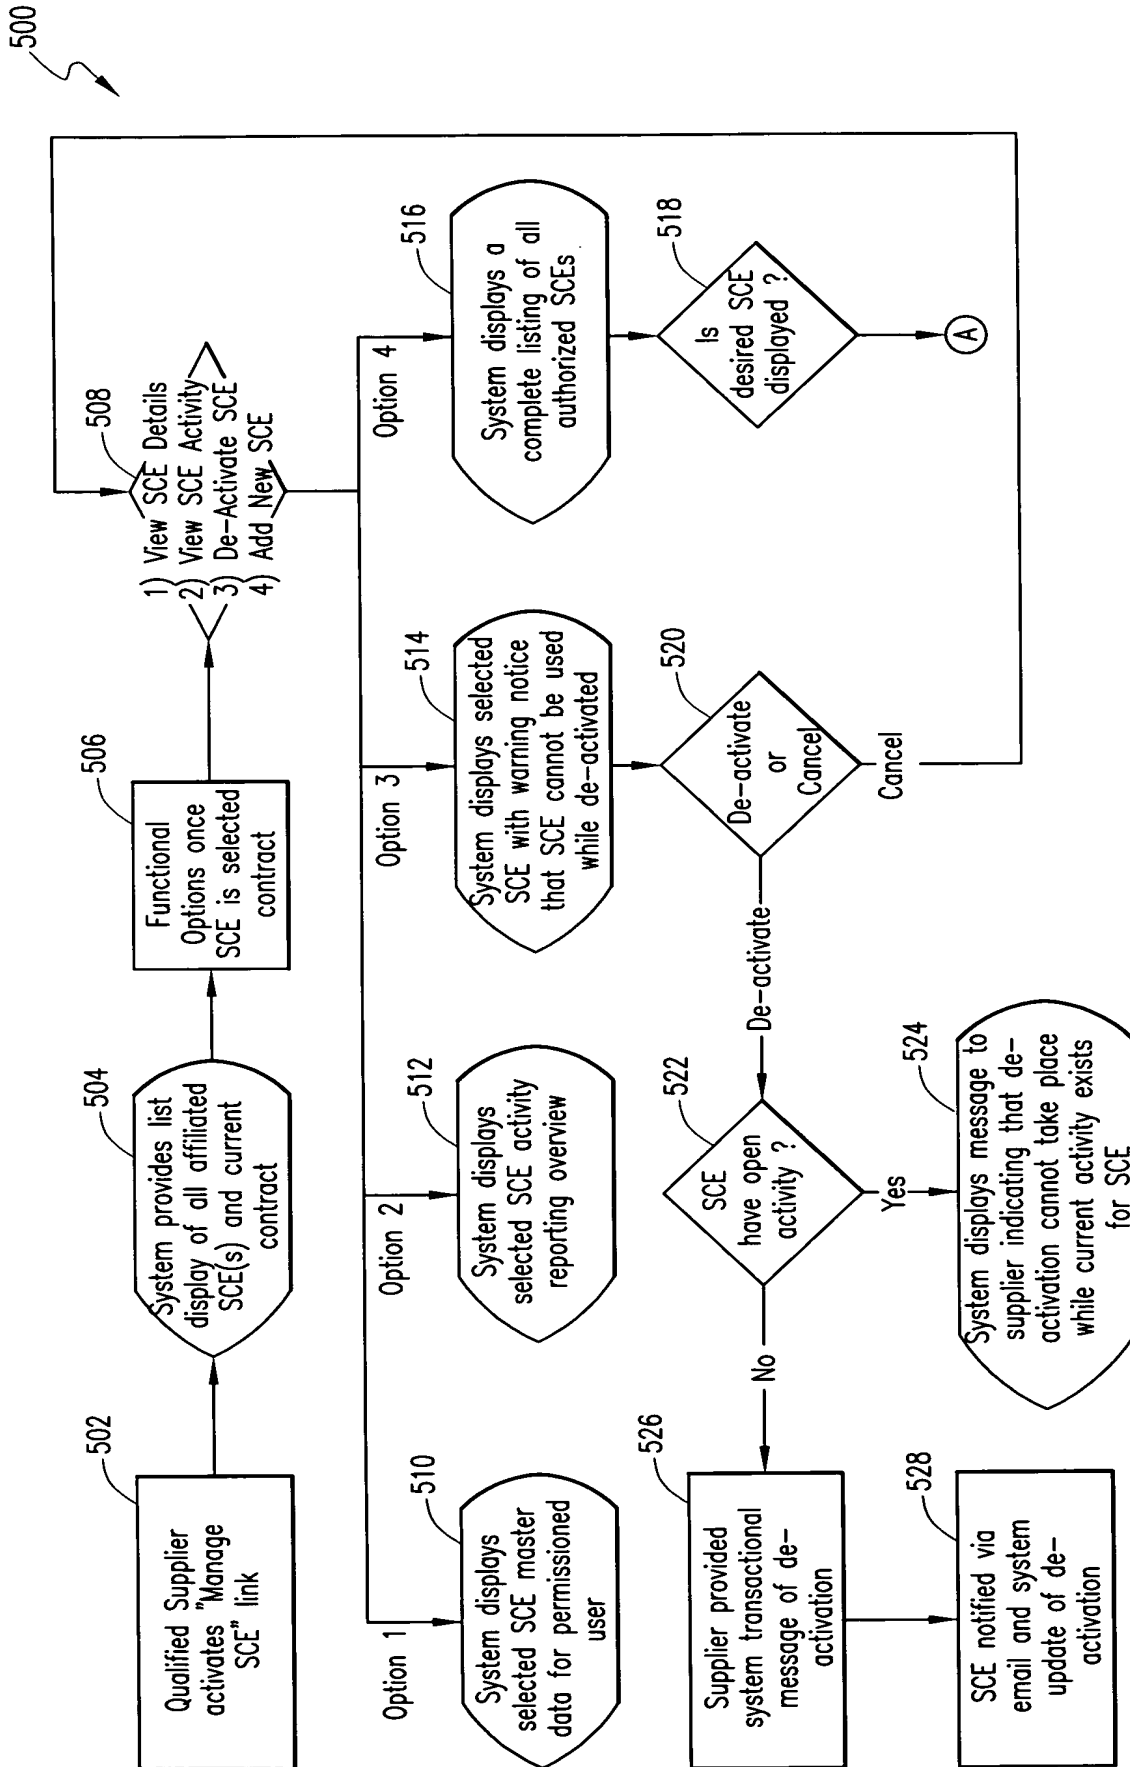 500
502
Qualified Supplier
activates "Manage
SCE" link
504
System provides list
display of all affiliated
SCE(s) and current
contract
506
Functional
Options once
SCE is selected
contract
508
1) View SCE Details
2) View SCE Activity
3) De-Activate SCE
4) Add New SCE
Option 1
510
System displays
selected SCE master
data for permissioned
user
Option 2
512
System displays
selected SCE activity
reporting overview
Option 3
514
System displays selected
SCE with warning notice
that SCE cannot be used
while de-activated
Option 4
516
System displays a
complete listing of all
authorized SCEs
526
Supplier provided
system transactional
message of de-
activation
No
522
SCE
have open
activity ?
De-activate
520
De-activate
or
Cancel
Cancel
518
Is
desired SCE
displayed ?
A
Yes
528
SCE notified via
email and system
update of de-
activation
524
System displays message to
supplier indicating that de-
activation cannot take place
while current activity exists
for SCE